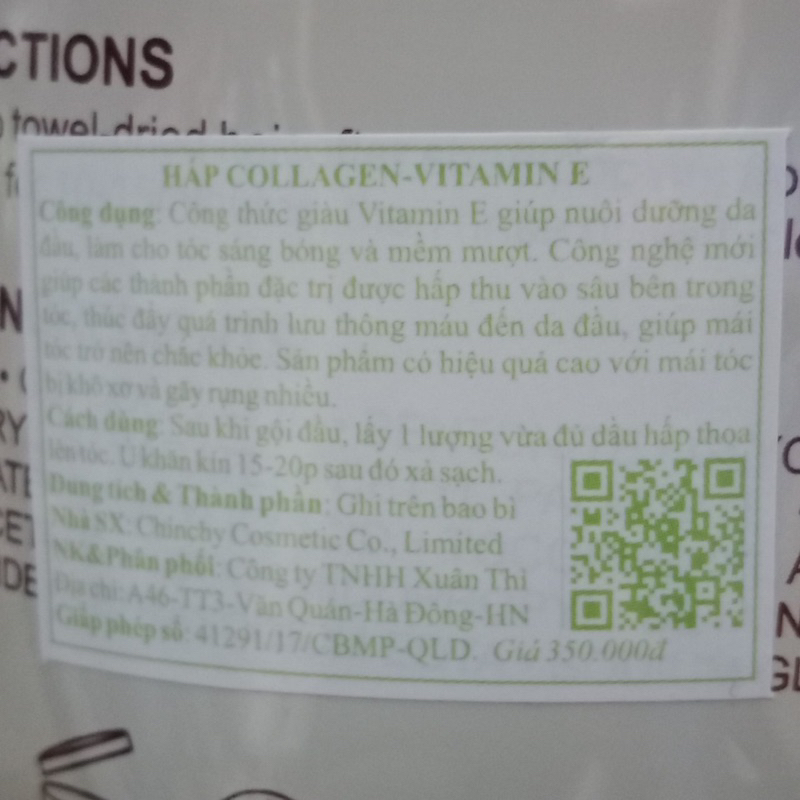 CTIONS
towel-dried
HẤP COLLAGEN-VITAMIN E
Công dụng: Công thức giàu Vitamin E giúp nuôi dưỡng da
đầu, làm cho tóc sáng bóng và mềm mượt. Công nghệ mới
giúp các thành phần đặc trị được hấp thu vào sâu bên trong
tóc, thúc đẩy quá trình lưu thông máu đến da đầu, giúp mái
tóc trở nên chắc khỏe. Sản phẩm có hiệu quả cao với mái tóc
bị khô xơ và gãy rụng nhiều.
Cách dùng: Sau khi gội đầu, lấy 1 lượng vừa đủ dầu hấp thoa
lên tóc. Ủ khăn kín 15-20p sau đó xả sạch.
Dung tích & Thành phần: Ghi trên bao bì
Nhà SX: Chinchy Cosmetic Co., Limited
NK&Phân phối: Công ty TNHH Xuân Thi
Địa chỉ: A46-TT3-Văn Quán-Hà Đông-HN
Giấp phép số: 41291/17/CBMP-QLD. Giá 350.000đ